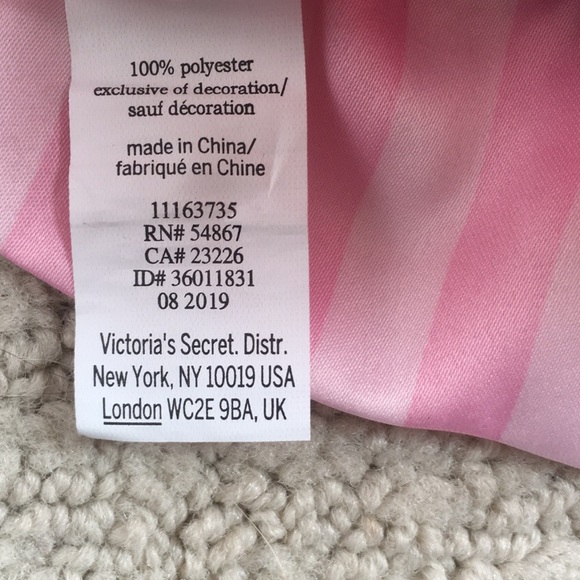 100% polyester
exclusive of decoration/
sauf décoration
made in China/
fabriqué en Chine
11163735
RN# 54867
CA# 23226
ID# 36011831
08 2019
Victoria's Secret. Distr.
New York, NY 10019 USA
London WC2E 9BA, UK